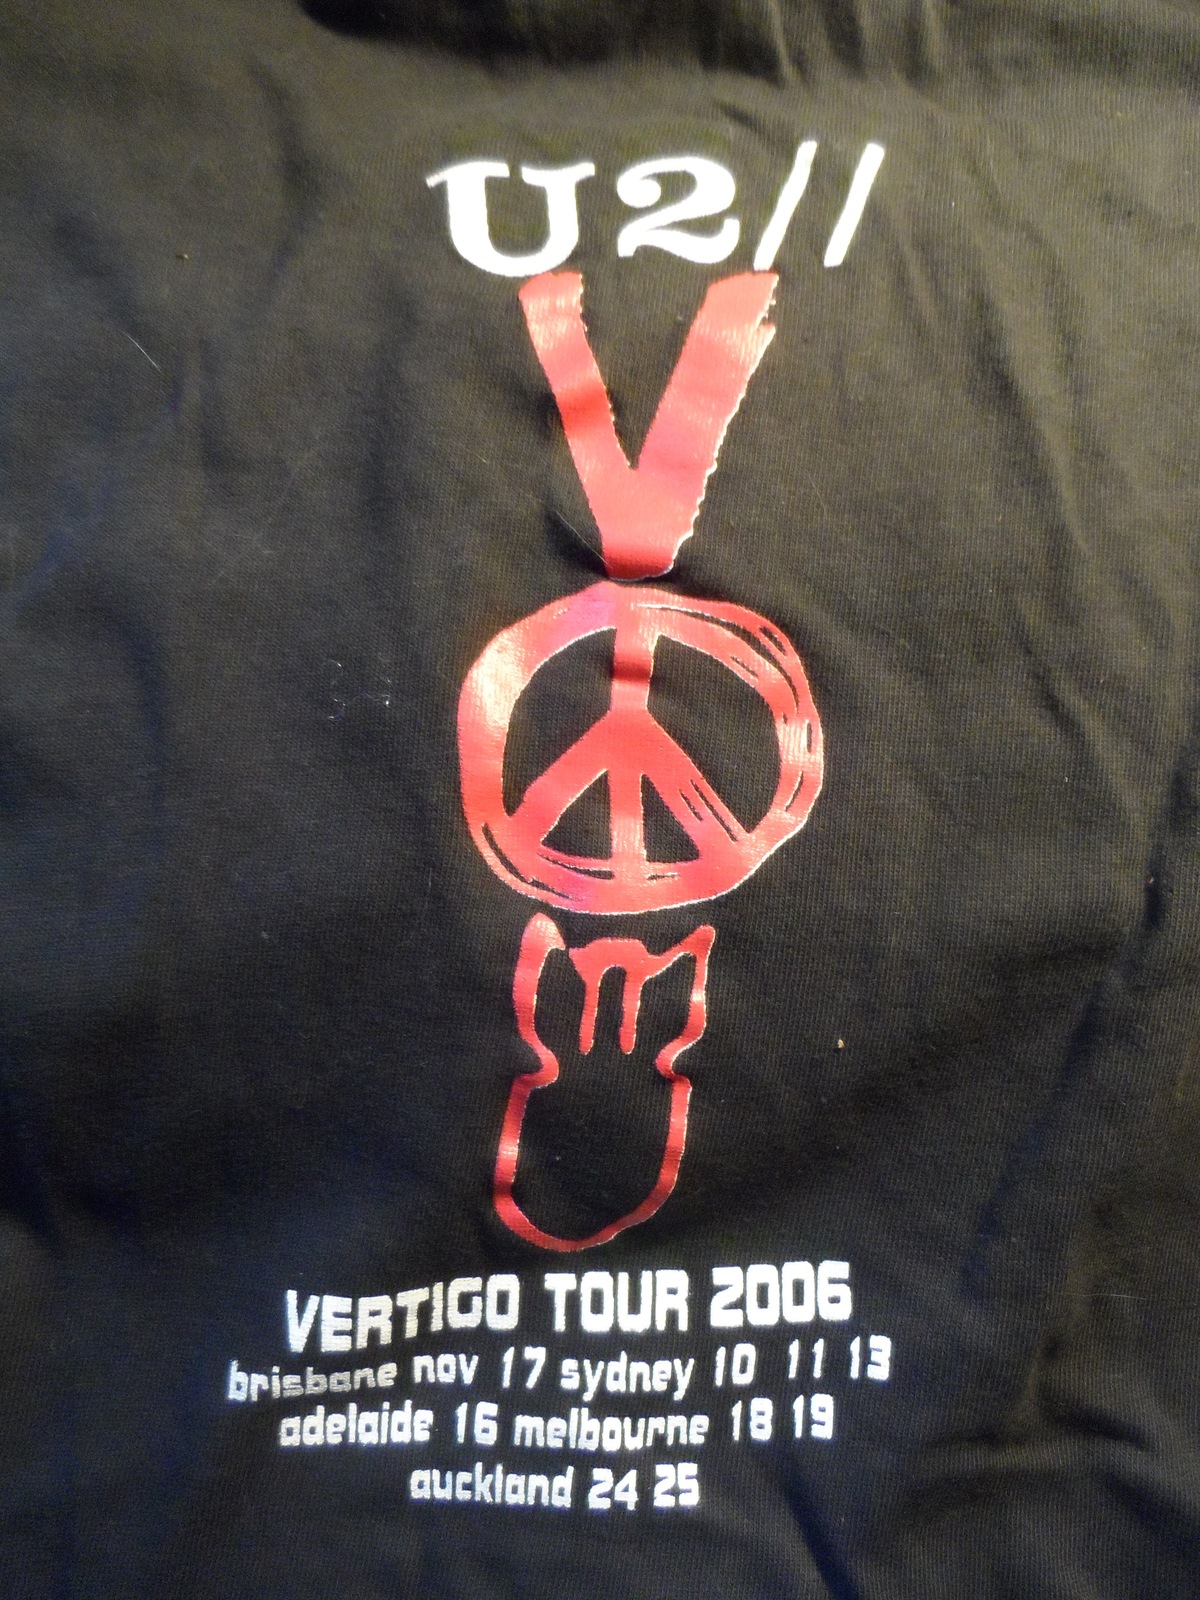 U2//
V
VERTIGO TOUR 2006
brisbane nov 17 sydney 10 11 13
adelaide 16 melbourne 18 19
auckland 24 25